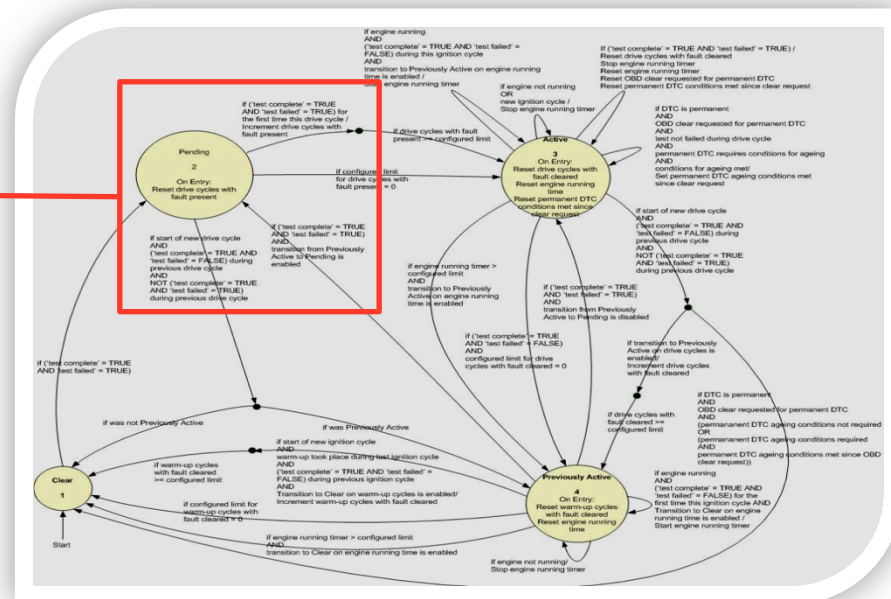 if engine running
AND
('test complete' = TRUE AND 'test failed' =
FALSE) during this ignition cycle
AND
transition to Previously Active on engine running
time is enabled /
Start engine running timer
If ('test complete' = TRUE AND 'test failed' = TRUE) /
Reset drive cycles with fault cleared
Stop engine running timer
Reset engine running timer
Reset OBD clear requested for permanent DTC
Reset permanent DTC conditions met since clear request
if engine not running
OR
new ignition cycle /
Stop engine running timer
if ('test complete' = TRUE
AND 'test failed' = TRUE) for
the first time this drive cycle /
Increment drive cycles with
fault present
if drive cycles with fault
present >= configured limit
if DTC is permanent
AND
OBD clear requested for permanent DTC
AND
test not failed during drive cycle
AND
permanent DTC requires conditions for ageing
AND
conditions for ageing met/
Set permanent DTC ageing conditions met
since clear request
Pending
2
On Entry:
Reset drive cycles with
fault present
Active
3
On Entry:
Reset drive cycles with
fault cleared
Reset engine running
time
Reset permanent DTC
conditions met since
clear request
if configured limit
for drive cycles with
fault present = 0
if start of new drive cycle
AND
('test complete' = TRUE AND
'test failed' = FALSE) during
previous drive cycle
AND
NOT ('test complete' = TRUE
AND 'test failed' = TRUE)
during previous drive cycle
if ('test complete' = TRUE
AND 'test failed' = TRUE)
AND
transition from Previously
Active to Pending is
enabled
if start of new drive cycle
AND
('test complete' = TRUE AND
'test failed' = FALSE) during
previous drive cycle
AND
NOT ('test complete' = TRUE
AND 'test failed' = TRUE)
during previous drive cycle
if engine running timer >
configured limit
AND
transition to Previously
Active on engine running
time is enabled
if ('test complete' = TRUE
AND 'test failed' = TRUE)
AND
transition from Previously
Active to Pending is disabled
if ('test complete' = TRUE
AND 'test failed' = FALSE)
AND
configured limit for drive
cycles with fault cleared = 0
if transition to Previously
Active on drive cycles is
enabled/
Increment drive cycles
with fault cleared
if ('test complete' = TRUE
AND 'test failed' = TRUE)
if drive cycles with
fault cleared >=
configured limit
if DTC is permanent
AND
OBD clear requested for permanent DTC
AND
(permanent DTC ageing conditions not required
OR
(permanent DTC ageing conditions required
AND
permanent DTC ageing conditions met since OBD
clear request))
if was not Previously Active
if was Previously Active
if start of new ignition cycle
AND
warm-up took place during last ignition cycle
AND
('test complete' = TRUE AND 'test failed' =
FALSE) during previous ignition cycle
AND
Transition to Clear on warm-up cycles is enabled/
Increment warm-up cycles with fault cleared
if warm-up cycles
with fault cleared
>= configured limit
Clear
1
Start
if configured limit for
warm-up cycles with
fault cleared = 0
if engine running timer > configured limit
AND
transition to Clear on engine running time is enabled
Previously Active
4
On Entry:
Reset warm-up cycles
with fault cleared
Reset engine running
time
if engine running
AND
('test complete' = TRUE AND
'test failed' = FALSE) for the
first time this ignition cycle AND
Transition to Clear on engine
running time is enabled /
Start engine running timer
if engine not running/
Stop engine running timer